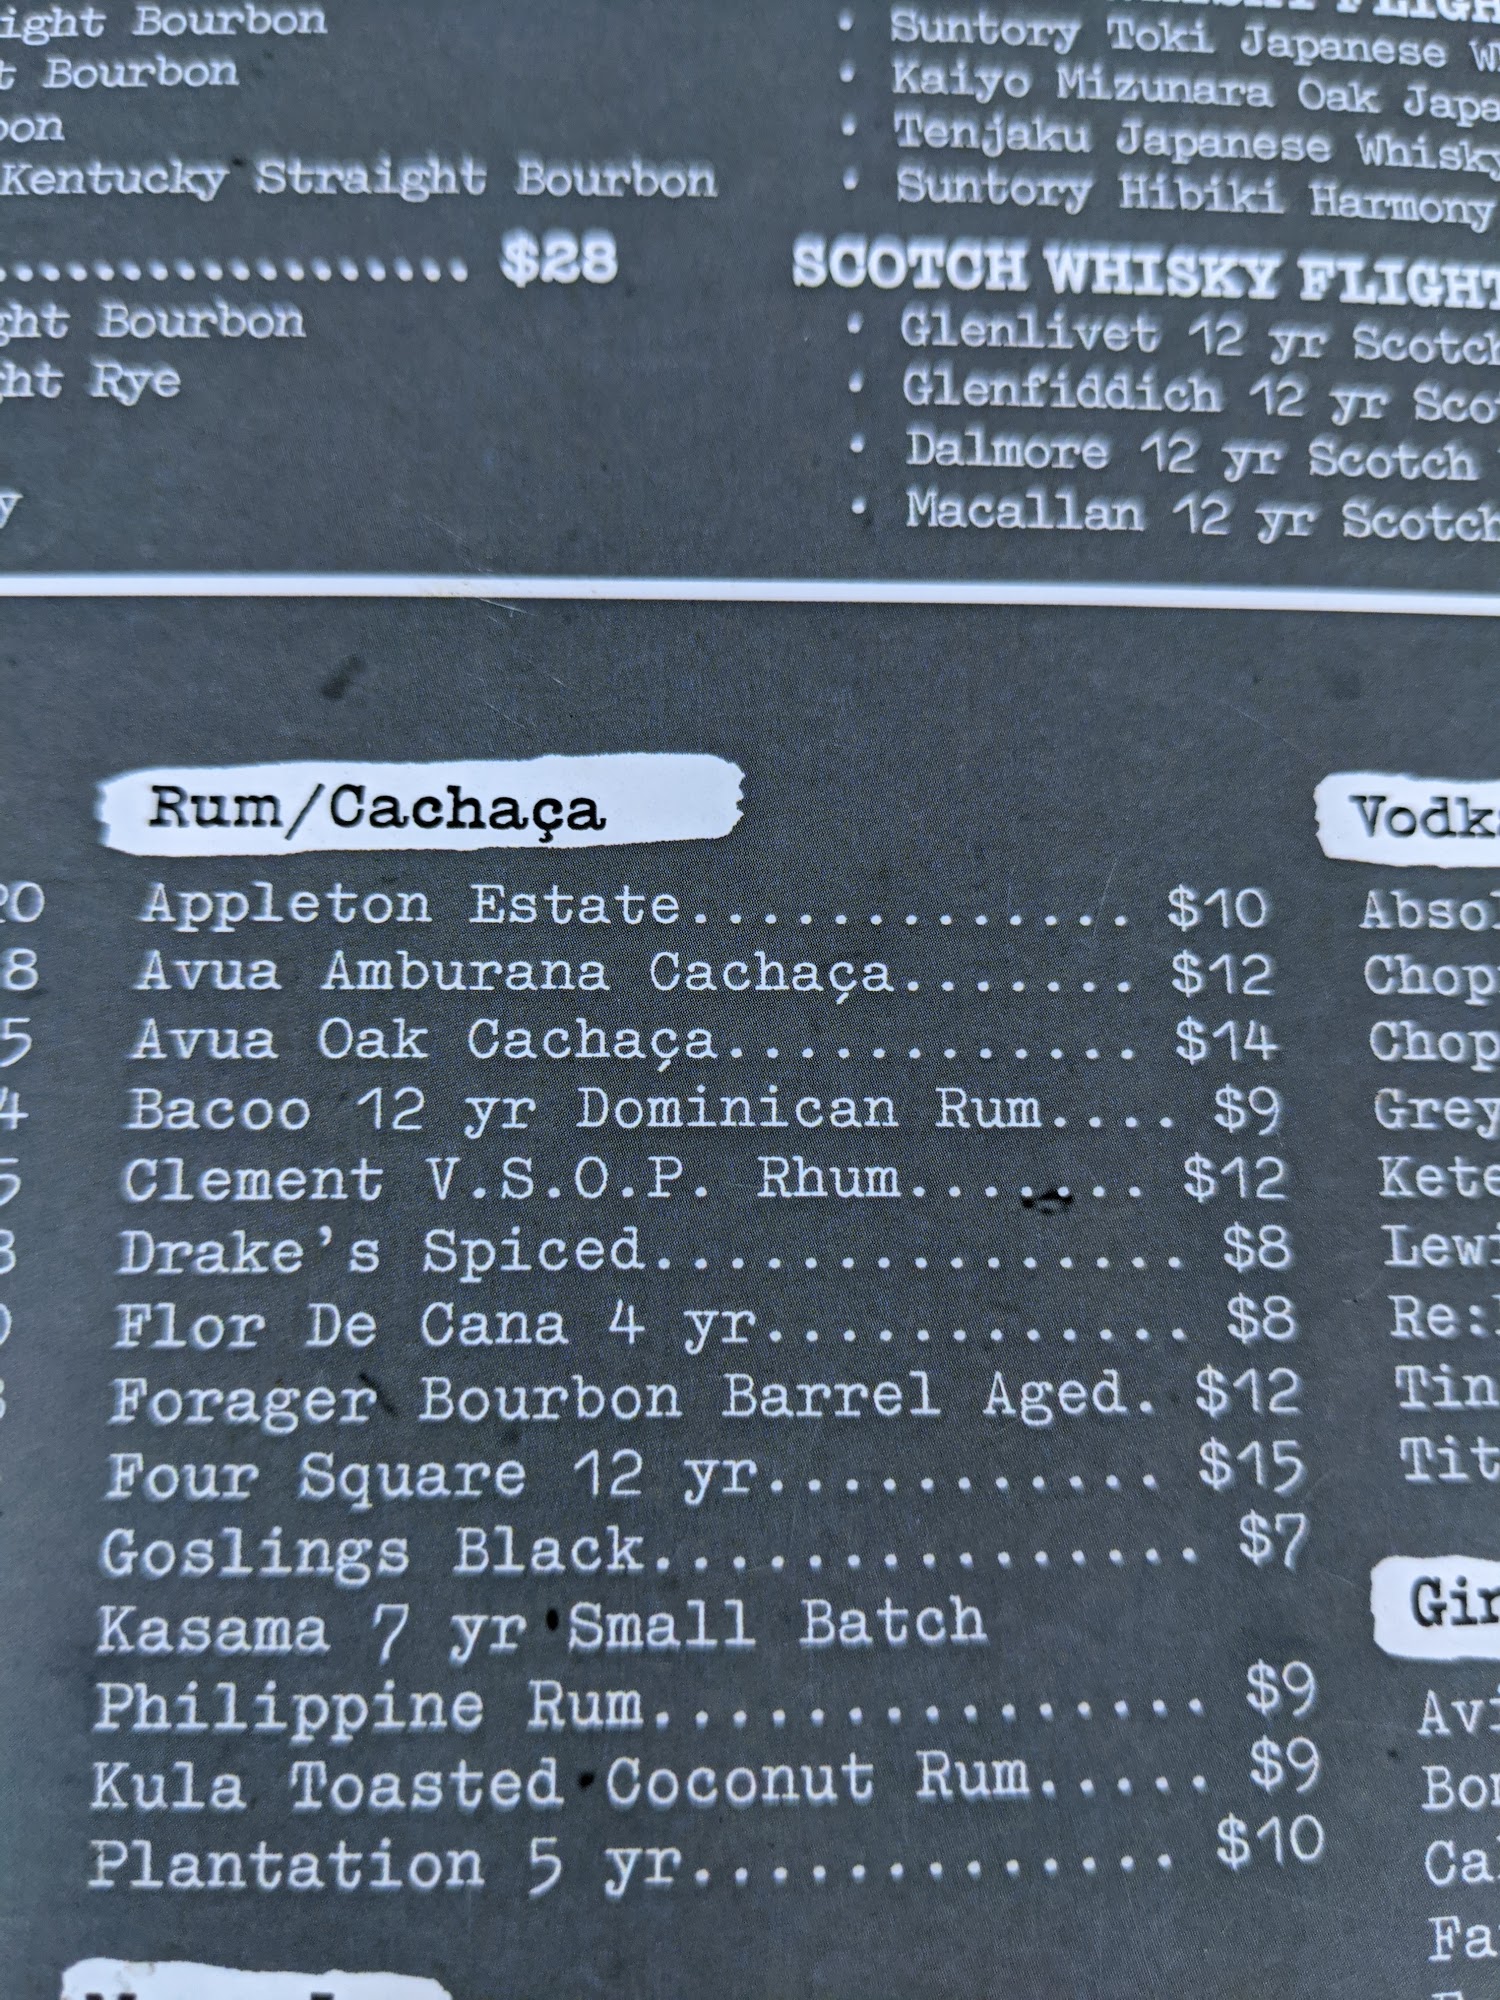 Bourbon
Bourbon
Kentucky Straight Bourbon
$28
Bourbon
Rye
Suntory Toki Japanese
Kaiyo Mizunara Oak
Tenjaku Japanese Whisky
Suntory Hibiki Harmony
SCOTCH WHISKY FLIGHT
Glenlivet 12 yr Scotch
Glenfiddich 12 yr
Dalmore 12 yr Scotch
Macallan 12 yr Scotch
Rum/Cachaça
Appleton Estate............. $10
Avua Amburana Cachaça....... $12
Avua Oak Cachaça............. $14
Bacoo 12 yr Dominican Rum.... $9
Clement V.S.O.P. Rhum....... $12
Drake's Spiced................ $8
Flor De Cana 4 yr............. $8
Forager Bourbon Barrel Aged. $12
Four Square 12 yr............ $15
Goslings Black................ $7
Kasama 7 yr Small Batch
Philippine Rum................ $9
Kula Toasted Coconut Rum..... $9
Plantation 5 yr.............. $10